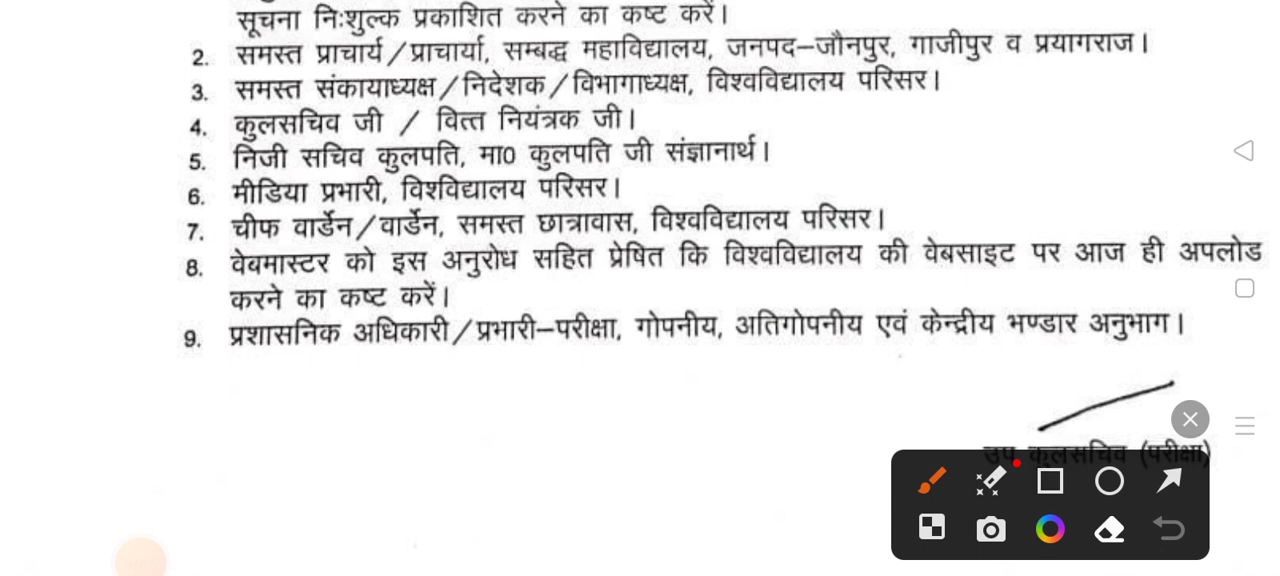 सूचना निःशुल्क प्रकाशित करने का कष्ट करें।
2. समस्त प्राचार्य/प्राचार्या, सम्बद्ध महाविद्यालय, जनपद–जौनपुर, गाजीपुर व प्रयागराज।
3. समस्त संकायाध्यक्ष/निदेशक/विभागाध्यक्ष, विश्वविद्यालय परिसर।
4. कुलसचिव जी / वित्त नियंत्रक जी।
5. निजी सचिव कुलपति, मा0 कुलपति जी संज्ञानार्थ।
6. मीडिया प्रभारी, विश्विद्यालय परिसर।
7. चीफ वार्डेन/वार्डेन, समस्त छात्रावास, विश्वविद्यालय परिसर।
8. वेबमास्टर को इस अनुरोध सहित प्रेषित कि विश्वविद्यालय की वेबसाइट पर आज ही अपलोड
करने का कष्ट करें।
9. प्रशासनिक अधिकारी/प्रभारी–परीक्षा, गोपनीय, अतिगोपनीय एवं केन्द्रीय भण्डार अनुभाग।
उप कुलसचिव (परीक्षा)